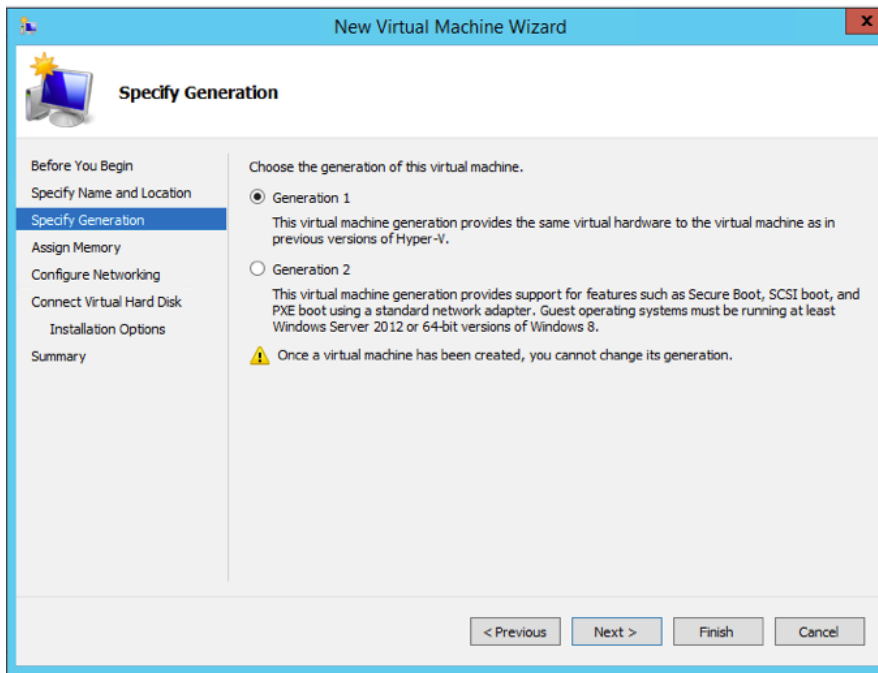 New Virtual Machine Wizard
x
Specify Generation
Before You Begin
Specify Name and Location
Specify Generation
Assign Memory
Configure Networking
Connect Virtual Hard Disk
Installation Options
Summary
Choose the generation of this virtual machine.
Generation 1
This virtual machine generation provides the same virtual hardware to the virtual machine as in
previous versions of Hyper-V.
Generation 2
This virtual machine generation provides support for features such as Secure Boot, SCSI boot, and
PXE boot using a standard network adapter. Guest operating systems must be running at least
Windows Server 2012 or 64-bit versions of Windows 8.
Once a virtual machine has been created, you cannot change its generation.
< Previous
Next >
Finish
Cancel